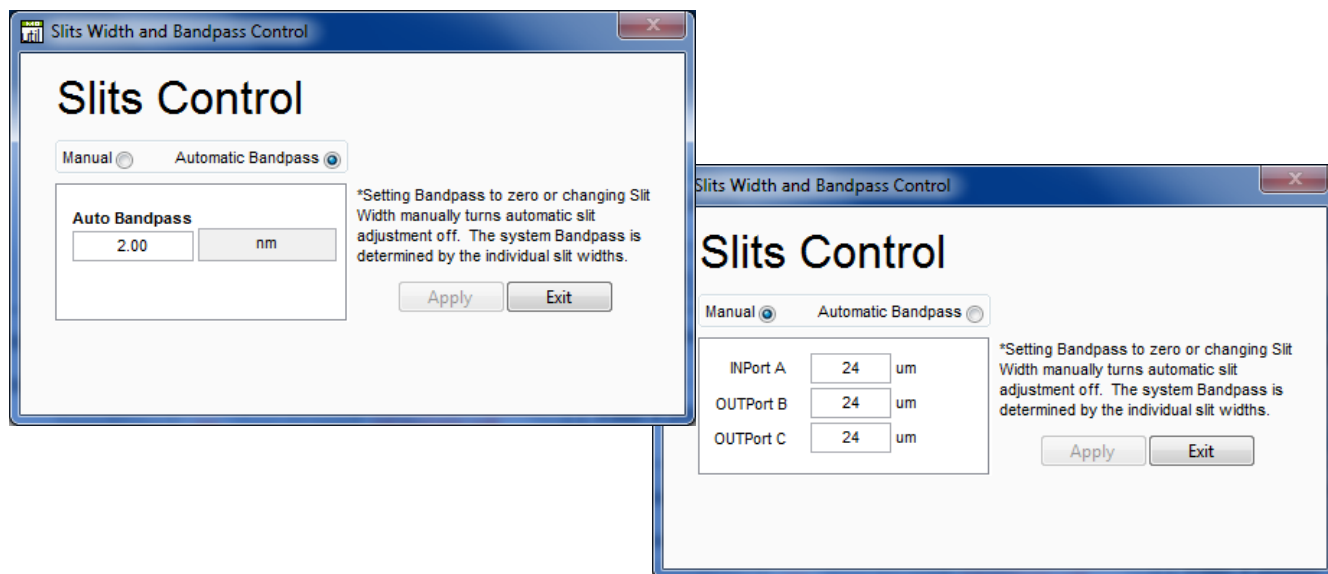 util
Slits Width and Bandpass Control
X
Slits Control
Manual
Automatic Bandpass
Auto Bandpass
2.00
nm
*Setting Bandpass to zero or changing Slit
Width manually turns automatic slit
adjustment off.  The system Bandpass is
determined by the individual slit widths.
Apply
Exit
Slits Width and Bandpass Control
X
Slits Control
Manual
Automatic Bandpass
INPort A 24 um
OUTPort B 24 um
OUTPort C 24 um
*Setting Bandpass to zero or changing Slit
Width manually turns automatic slit
adjustment off.  The system Bandpass is
determined by the individual slit widths.
Apply
Exit